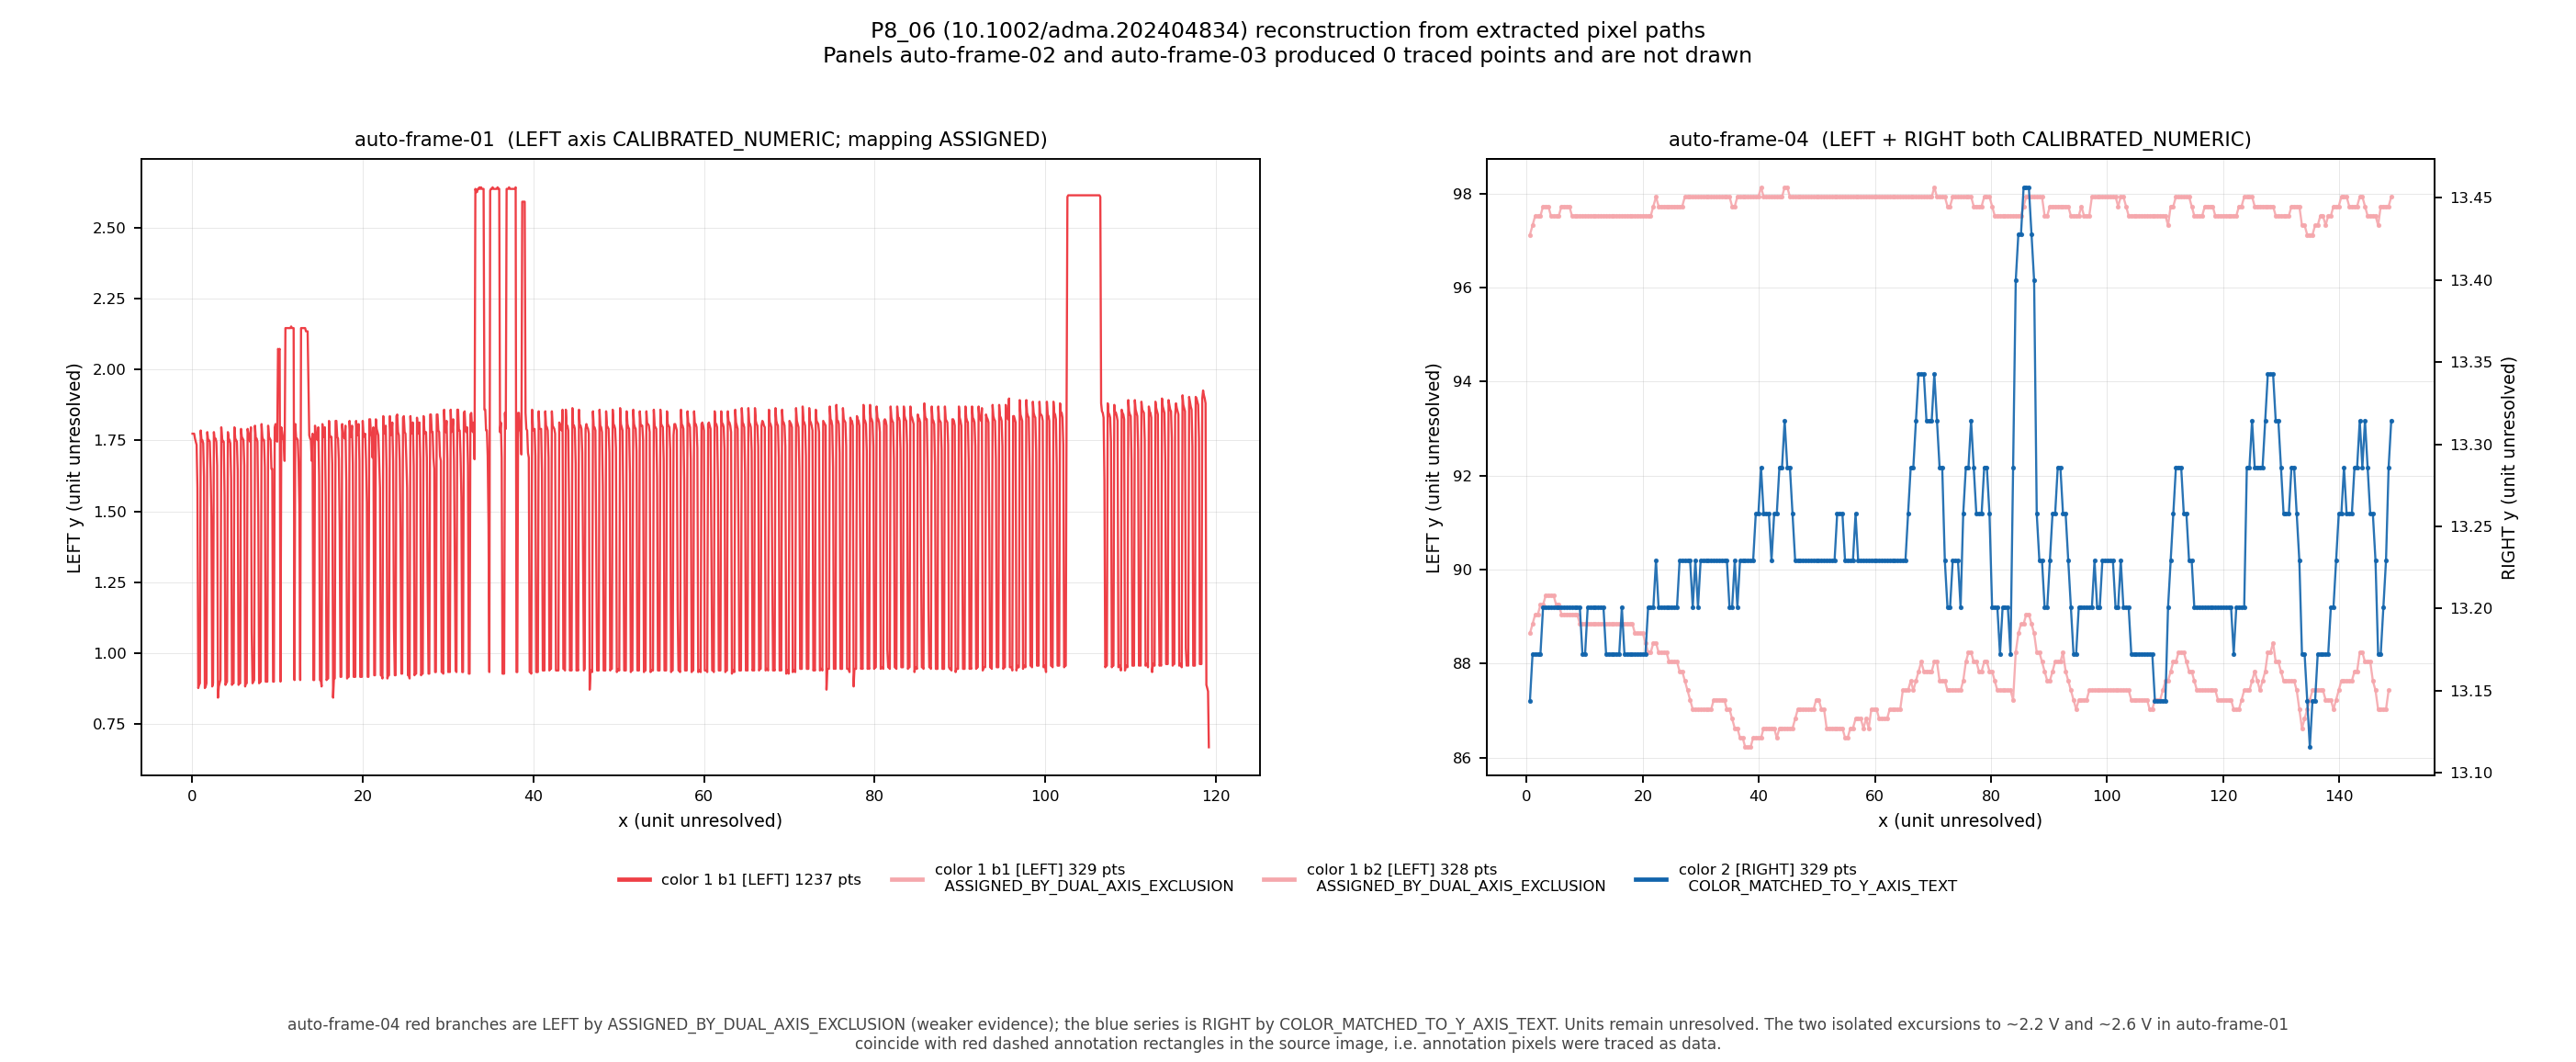 P8_06 (10.1002/adma.202404834) reconstruction from extracted pixel paths
Panels auto-frame-02 and auto-frame-03 produced 0 traced points and are not drawn
auto-frame-01  (LEFT axis CALIBRATED_NUMERIC; mapping ASSIGNED)
LEFT y (unit unresolved)
2.50
2.25
2.00
1.75
1.50
1.25
1.00
0.75
0 20 40 60 80 100 120
x (unit unresolved)
auto-frame-04  (LEFT + RIGHT both CALIBRATED_NUMERIC)
LEFT y (unit unresolved)
98
96
94
92
90
88
86
13.45
13.40
13.35
13.30
13.25
13.20
13.15
13.10
RIGHT y (unit unresolved)
0 20 40 60 80 100 120 140
x (unit unresolved)
color 1 b1 [LEFT] 1237 pts
color 1 b1 [LEFT] 329 pts
ASSIGNED_BY_DUAL_AXIS_EXCLUSION
color 1 b2 [LEFT] 328 pts
ASSIGNED_BY_DUAL_AXIS_EXCLUSION
color 2 [RIGHT] 329 pts
COLOR_MATCHED_TO_Y_AXIS_TEXT
auto-frame-04 red branches are LEFT by ASSIGNED_BY_DUAL_AXIS_EXCLUSION (weaker evidence); the blue series is RIGHT by COLOR_MATCHED_TO_Y_AXIS_TEXT. Units remain unresolved. The two isolated excursions to ~2.2 V and ~2.6 V in auto-frame-01
coincide with red dashed annotation rectangles in the source image, i.e. annotation pixels were traced as data.